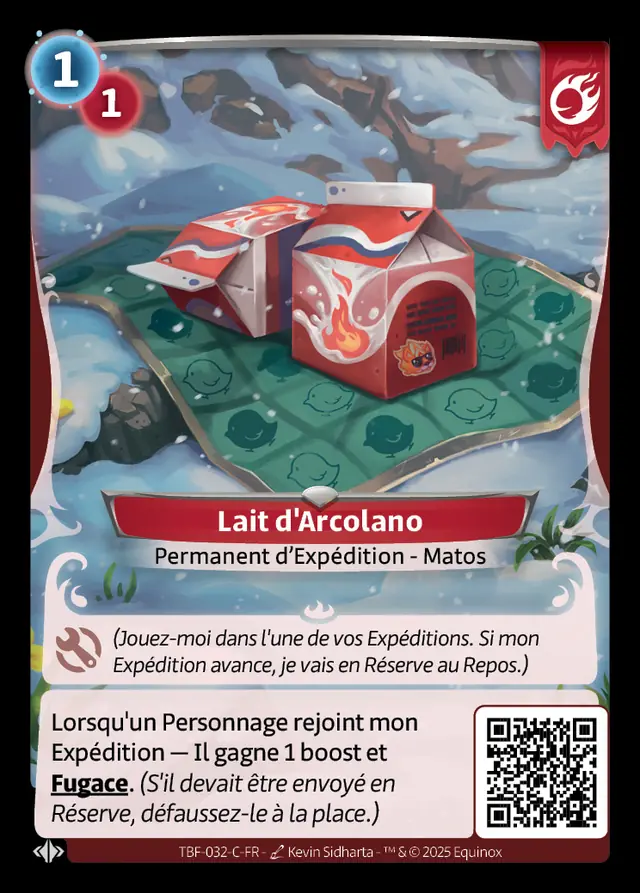 1
1
Lait d'Arcolano
Permanent d'Expédition - Matos
(Jouez-moi dans l'une de vos Expéditions. Si mon
Expédition avance, je vais en Réserve au Repos.)
Lorsqu'un Personnage rejoint mon
Expédition — Il gagne 1 boost et
Fugace. (S'il devait être envoyé en
Réserve, défaussez-le à la place.)
TBF-032-C-FR - Kevin Sidharta - ™ & © 2025 Equinox